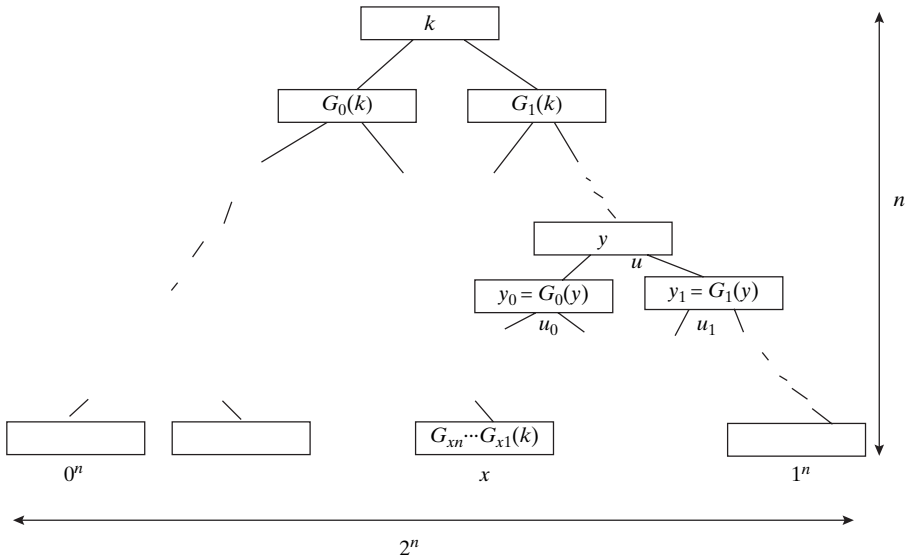 k
G₀(k) G₁(k)
n
y
u
y₀ = G₀(y) y₁ = G₁(y)
u₀ u₁
Gₓₙ···Gₓ₁(k)
0ⁿ x 1ⁿ
2ⁿ